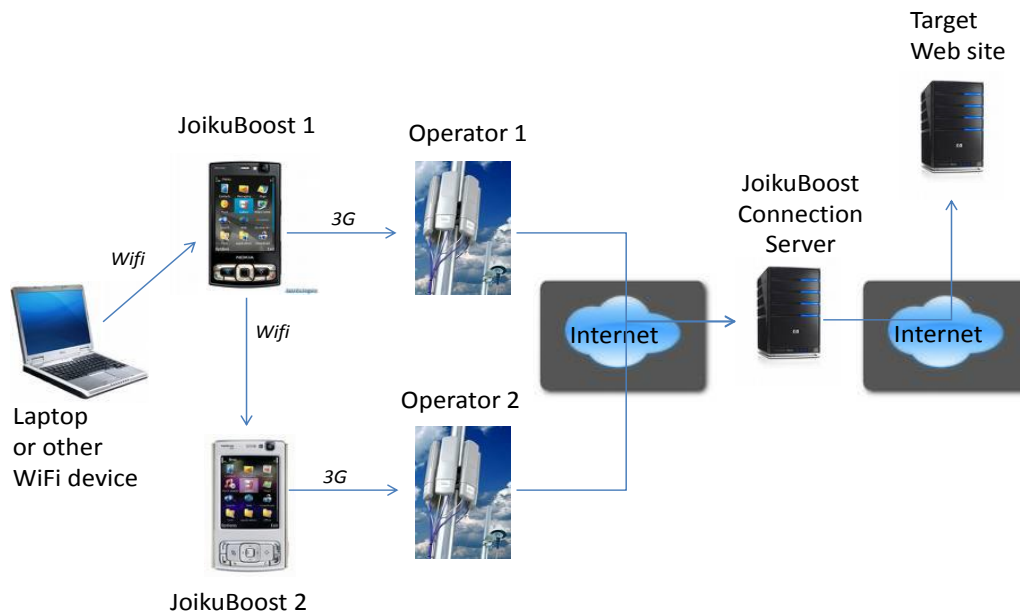 Target
Web site
JoikuBoost 1
Operator 1
JoikuBoost
Connection
Server
3G
Wifi
NOKIA
Internet
Internet
Wifi
Operator 2
Laptop
or other
WiFi device
3G
JoikuBoost 2